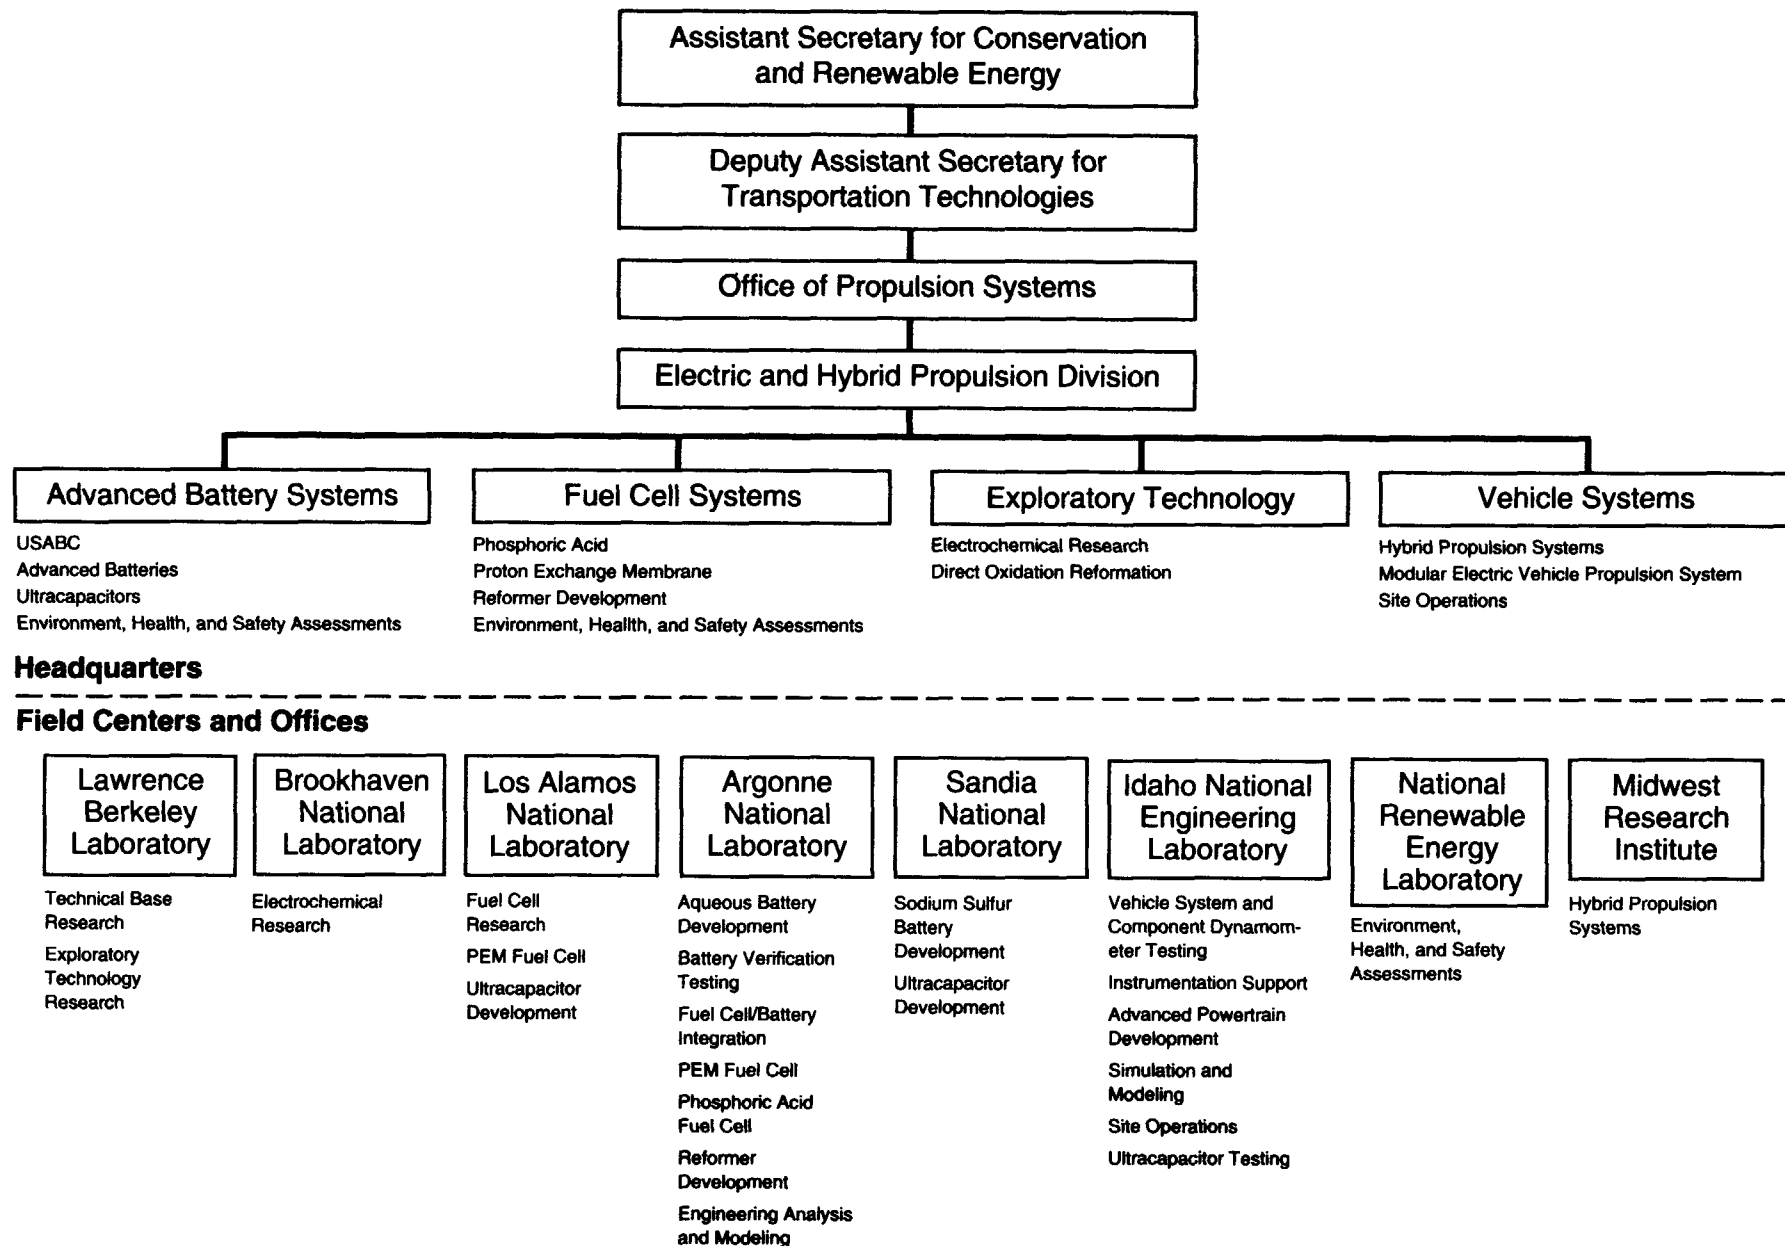 Assistant Secretary for Conservation
and Renewable Energy
Deputy Assistant Secretary for
Transportation Technologies
Office of Propulsion Systems
Electric and Hybrid Propulsion Division
Advanced Battery Systems
USABC
Advanced Batteries
Ultracapacitors
Environment, Health, and Safety Assessments
Fuel Cell Systems
Phosphoric Acid
Proton Exchange Membrane
Reformer Development
Environment, Heallth, and Safety Assessments
Exploratory Technology
Electrochemical Research
Direct Oxidation Reformation
Vehicle Systems
Hybrid Propulsion Systems
Modular Electric Vehicle Propulsion System
Site Operations
Headquarters
Field Centers and Offices
Lawrence
Berkeley
Laboratory
Technical Base
Research
Exploratory
Technology
Research
Brookhaven
National
Laboratory
Electrochemical
Research
Los Alamos
National
Laboratory
Fuel Cell
Research
PEM Fuel Cell
Ultracapacitor
Development
Argonne
National
Laboratory
Aqueous Battery
Development
Battery Verification
Testing
Fuel Cell/Battery
Integration
PEM Fuel Cell
Phosphoric Acid
Fuel Cell
Reformer
Development
Engineering Analysis
and Modeling
Sandia
National
Laboratory
Sodium Sulfur
Battery
Development
Ultracapacitor
Development
Idaho National
Engineering
Laboratory
Vehicle System and
Component Dynamom-
eter Testing
Instrumentation Support
Advanced Powertrain
Development
Simulation and
Modeling
Site Operations
Ultracapacitor Testing
National
Renewable
Energy
Laboratory
Environment,
Health, and Safety
Assessments
Midwest
Research
Institute
Hybrid Propulsion
Systems